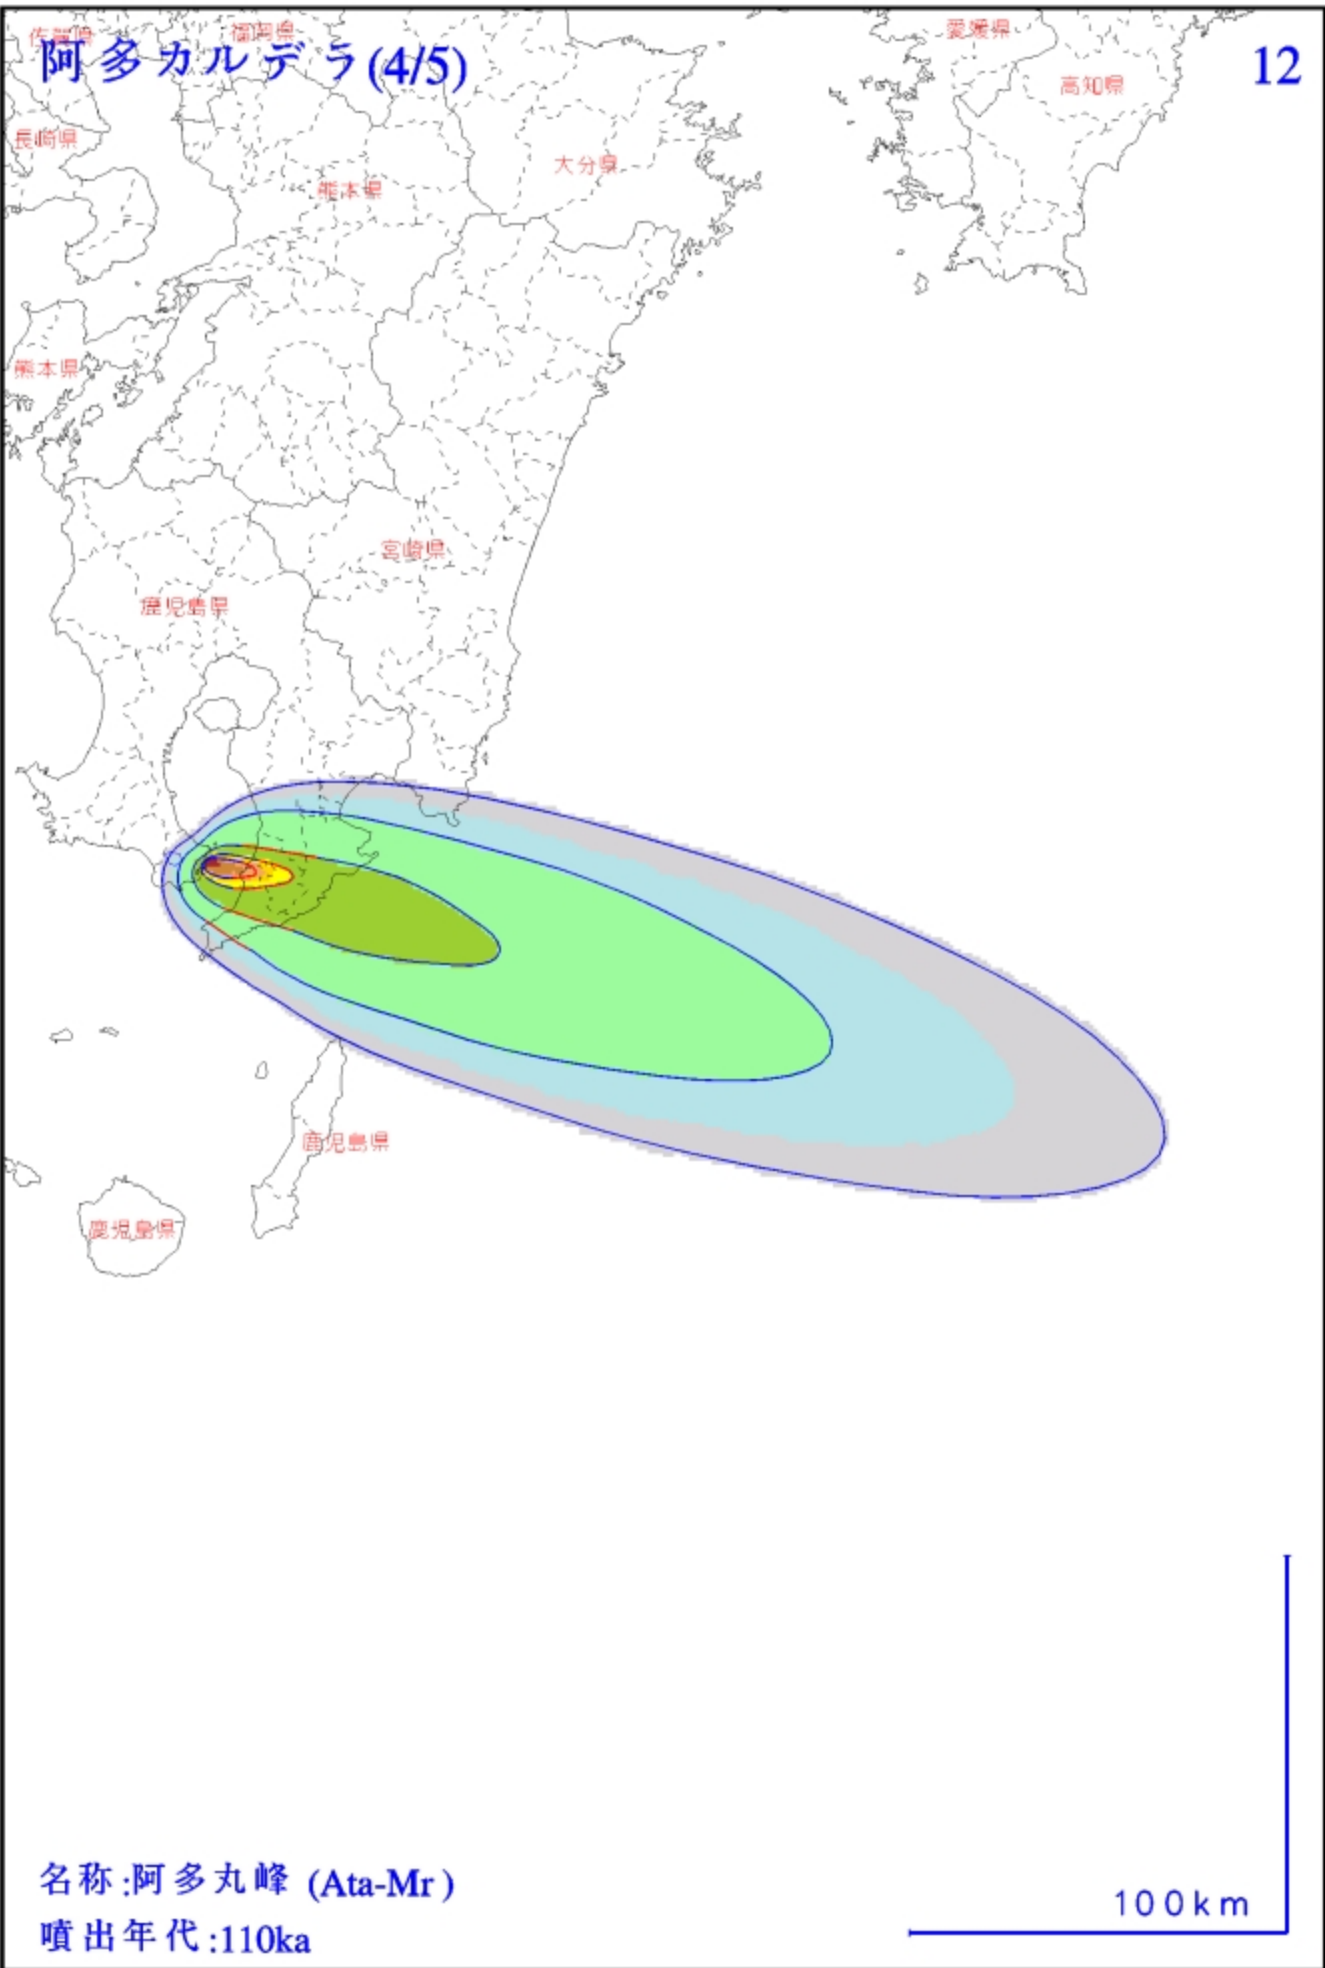 佐賀県
福岡県
愛媛県
阿多カルデラ(4/5)
12
高知県
長崎県
大分県
熊本県
熊本県
宮崎県
鹿児島県
鹿児島県
鹿児島県
名称:阿多丸峰 (Ata-Mr )
噴出年代:110ka
100km